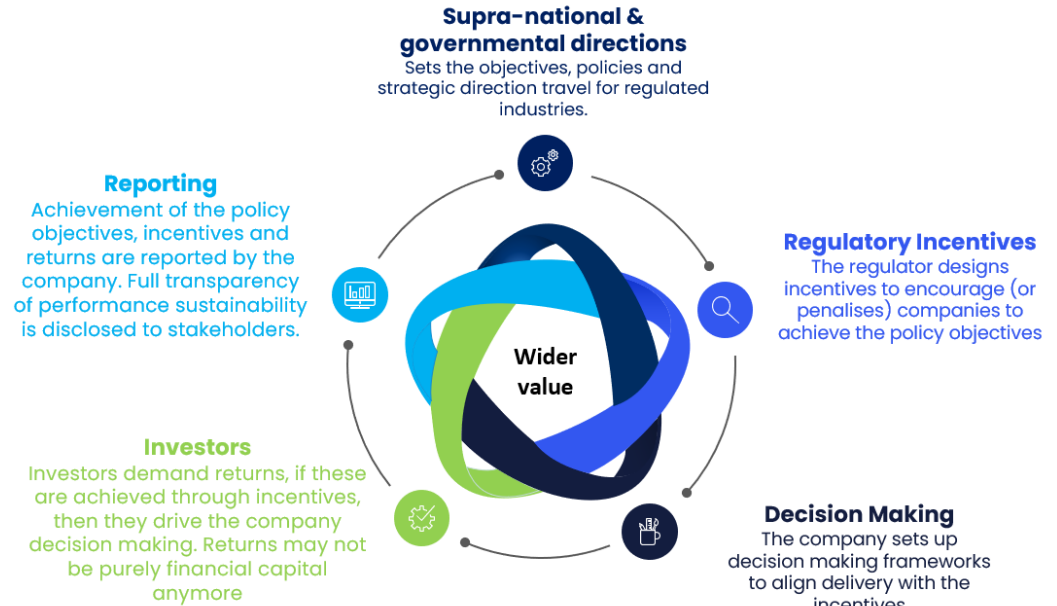 Supra-national &
governmental directions
Sets the objectives, policies and
strategic direction travel for regulated
industries.
Reporting
Achievement of the policy
objectives, incentives and
returns are reported by the
company. Full transparency
of performance sustainability
is disclosed to stakeholders.
Regulatory Incentives
The regulator designs
incentives to encourage (or
penalises) companies to
achieve the policy objectives
Wider
value
Investors
Investors demand returns, if these
are achieved through incentives,
then they drive the company
decision making. Returns may not
be purely financial capital
anymore
Decision Making
The company sets up
decision making frameworks
to align delivery with the
incentives